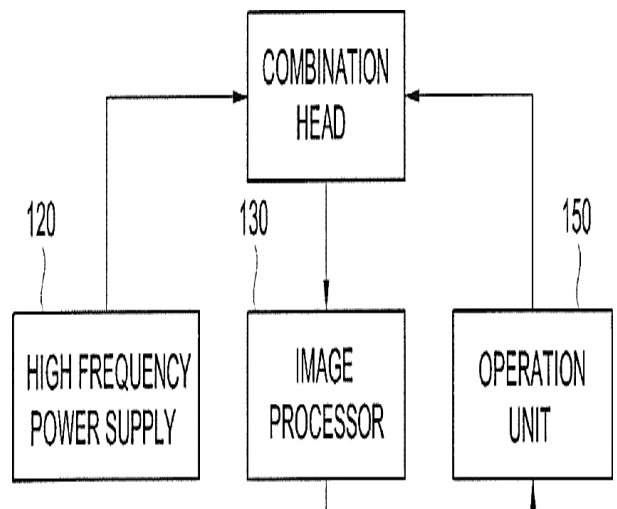 COMBINATION
HEAD
120
130
150
HIGH FREQUENCY
POWER SUPPLY
IMAGE
PROCESSOR
OPERATION
UNIT